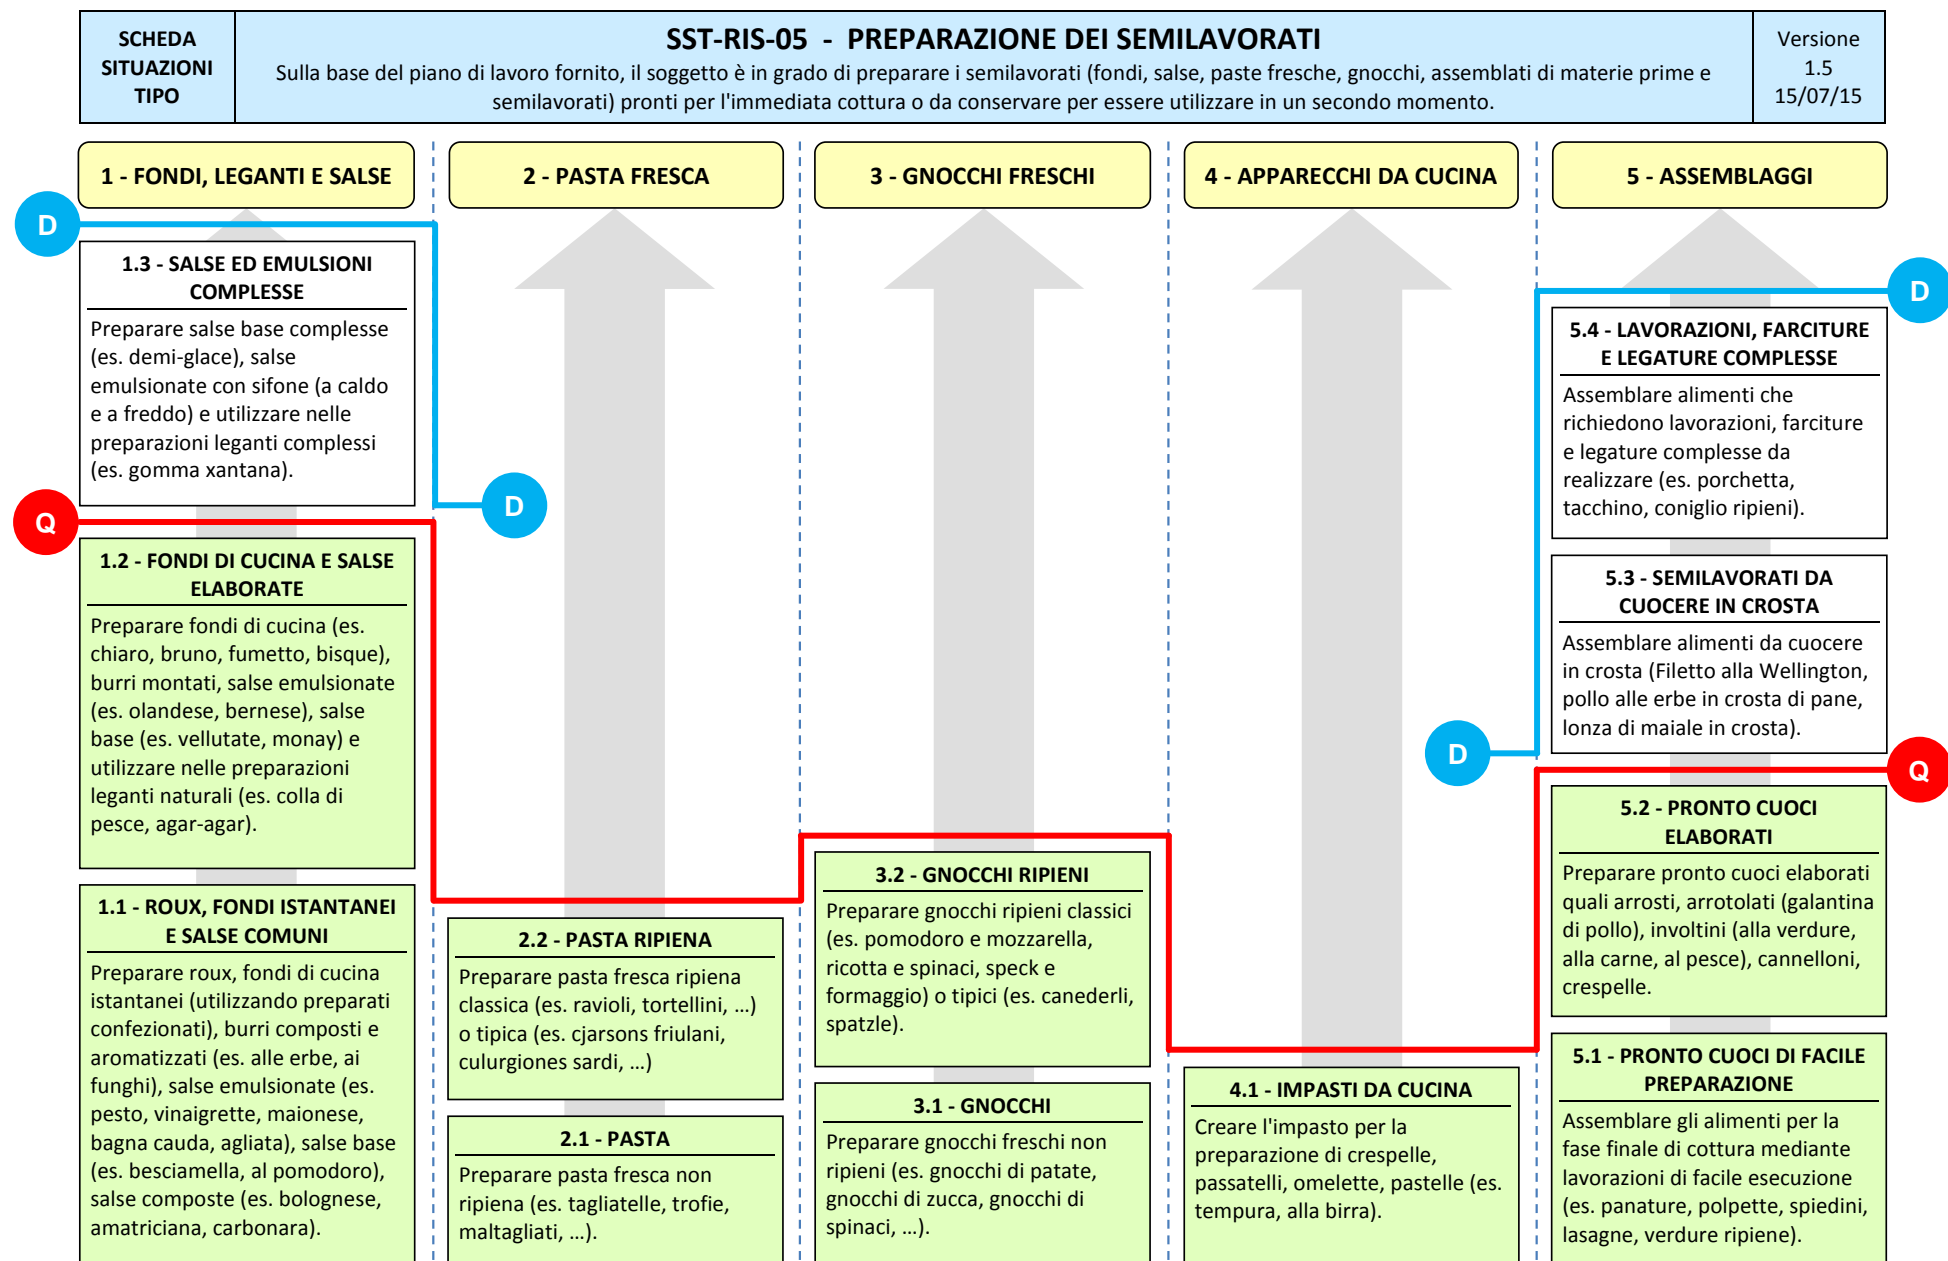 SCHEDA
SITUAZIONI
TIPO
SST-RIS-05 - PREPARAZIONE DEI SEMILAVORATI
Sulla base del piano di lavoro fornito, il soggetto è in grado di preparare i semilavorati (fondi, salse, paste fresche, gnocchi, assemblati di materie prime e
semilavorati) pronti per l'immediata cottura o da conservare per essere utilizzare in un secondo momento.
Versione
1.5
15/07/15
1 - FONDI, LEGANTI E SALSE
D
1.3 - SALSE ED EMULSIONI
COMPLESSE
Preparare salse base complesse
(es. demi-glace), salse
emulsionate con sifone (a caldo
e a freddo) e utilizzare nelle
preparazioni leganti complessi
(es. gomma xantana).
Q
1.2 - FONDI DI CUCINA E SALSE
ELABORATE
Preparare fondi di cucina (es.
chiaro, bruno, fumetto, bisque),
burri montati, salse emulsionate
(es. olandese, bernese), salse
base (es. vellutate, monay) e
utilizzare nelle preparazioni
leganti naturali (es. colla di
pesce, agar-agar).
1.1 - ROUX, FONDI ISTANTANEI
E SALSE COMUNI
Preparare roux, fondi di cucina
istantanei (utilizzando preparati
confezionati), burri composti e
aromatizzati (es. alle erbe, ai
funghi), salse emulsionate (es.
pesto, vinaigrette, maionese,
bagna cauda, agliata), salse base
(es. besciamella, al pomodoro),
salse composte (es. bolognese,
amatriciana, carbonara).
2 - PASTA FRESCA
D
2.2 - PASTA RIPIENA
Preparare pasta fresca ripiena
classica (es. ravioli, tortellini, …)
o tipica (es. cjarsons friulani,
culurgiones sardi, …)
2.1 - PASTA
Preparare pasta fresca non
ripiena (es. tagliatelle, trofie,
maltagliati, …).
3 - GNOCCHI FRESCHI
3.2 - GNOCCHI RIPIENI
Preparare gnocchi ripieni classici
(es. pomodoro e mozzarella,
ricotta e spinaci, speck e
formaggio) o tipici (es. canederli,
spatzle).
3.1 - GNOCCHI
Preparare gnocchi freschi non
ripieni (es. gnocchi di patate,
gnocchi di zucca, gnocchi di
spinaci, …).
4 - APPARECCHI DA CUCINA
D
4.1 - IMPASTI DA CUCINA
Creare l'impasto per la
preparazione di crespelle,
passatelli, omelette, pastelle (es.
tempura, alla birra).
5 - ASSEMBLAGGI
D
5.4 - LAVORAZIONI, FARCITURE
E LEGATURE COMPLESSE
Assemblare alimenti che
richiedono lavorazioni, farciture
e legature complesse da
realizzare (es. porchetta,
tacchino, coniglio ripieni).
5.3 - SEMILAVORATI DA
CUOCERE IN CROSTA
Assemblare alimenti da cuocere
in crosta (Filetto alla Wellington,
pollo alle erbe in crosta di pane,
lonza di maiale in crosta).
Q
5.2 - PRONTO CUOCI
ELABORATI
Preparare pronto cuoci elaborati
quali arrosti, arrotolati (galantina
di pollo), involtini (alla verdure,
alla carne, al pesce), cannelloni,
crespelle.
5.1 - PRONTO CUOCI DI FACILE
PREPARAZIONE
Assemblare gli alimenti per la
fase finale di cottura mediante
lavorazioni di facile esecuzione
(es. panature, polpette, spiedini,
lasagne, verdure ripiene).